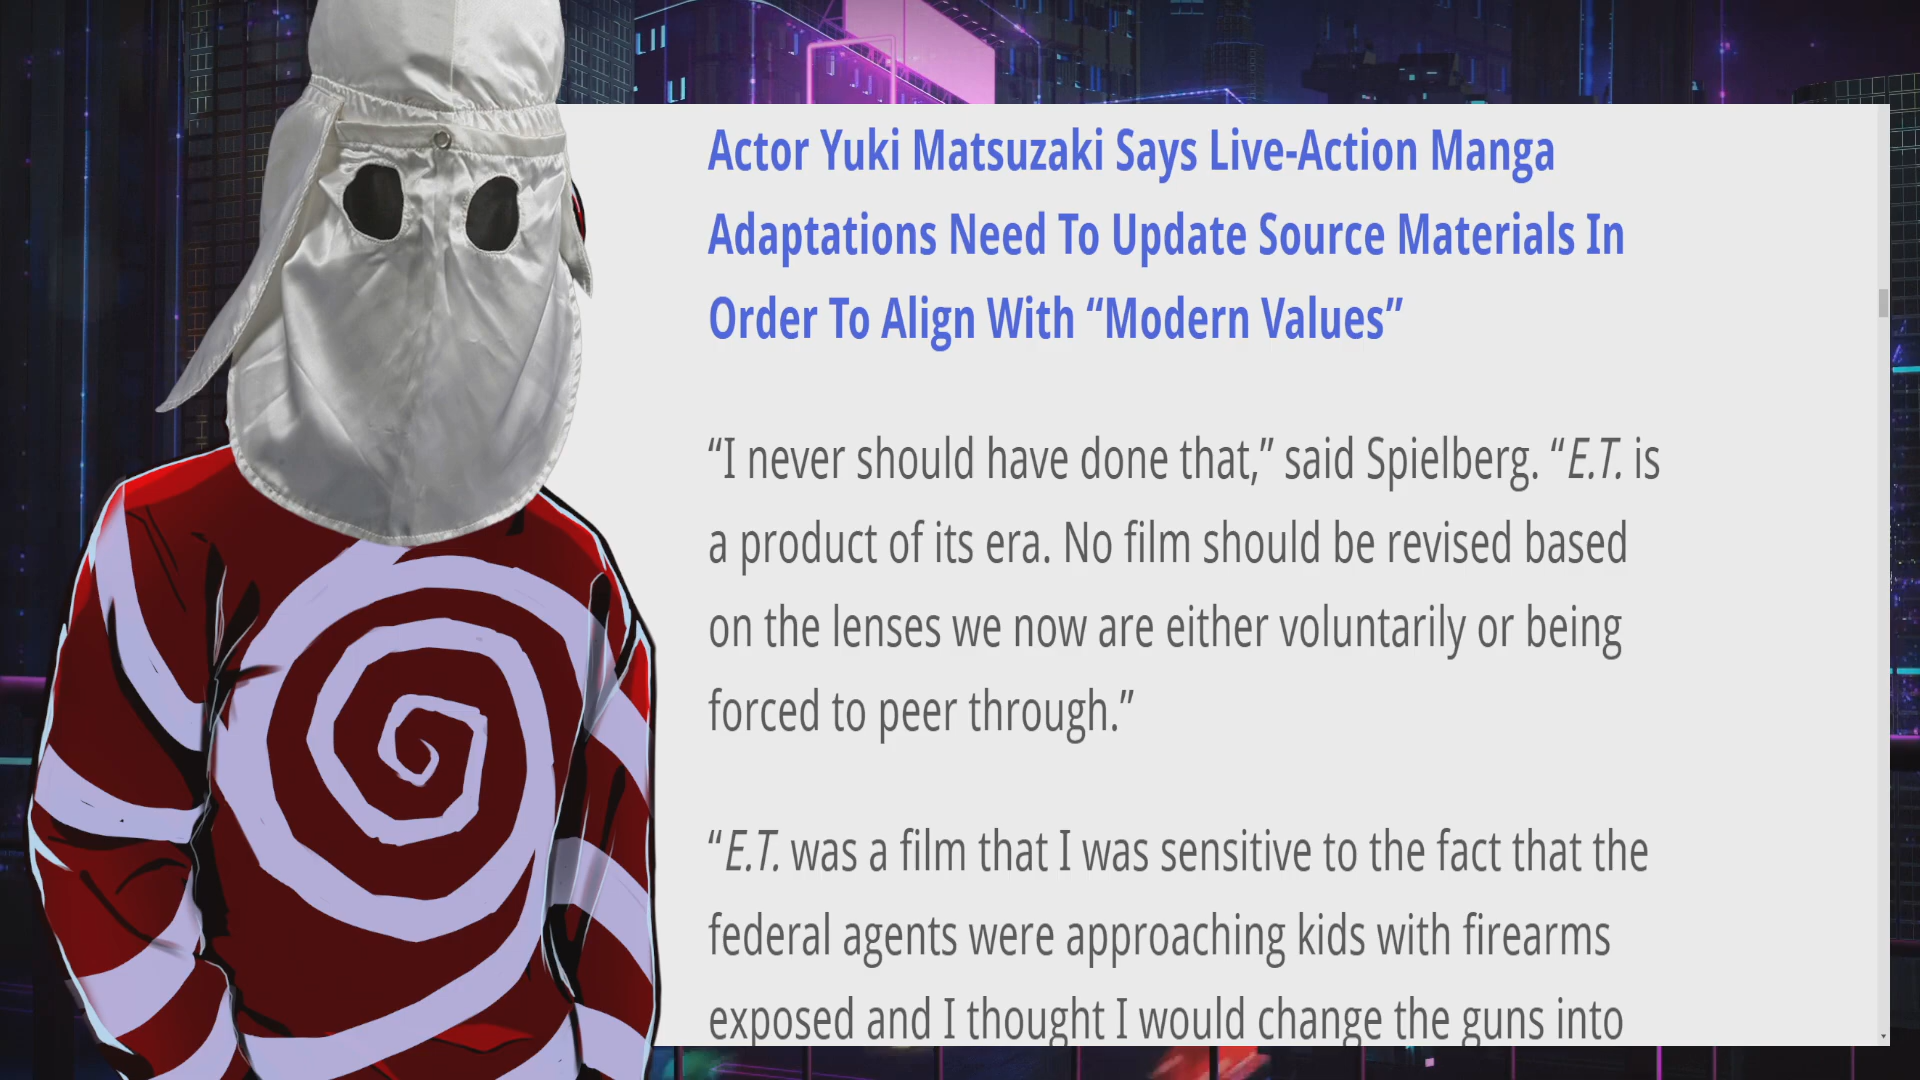 Actor Yuki Matsuzaki Says Live-Action Manga
Adaptations Need To Update Source Materials In
Order To Align With “Modern Values”
“I never should have done that,” said Spielberg. “E.T. is
a product of its era. No film should be revised based
on the lenses we now are either voluntarily or being
forced to peer through.”
“E.T. was a film that I was sensitive to the fact that the
federal agents were approaching kids with firearms
exposed and I thought I would change the guns into